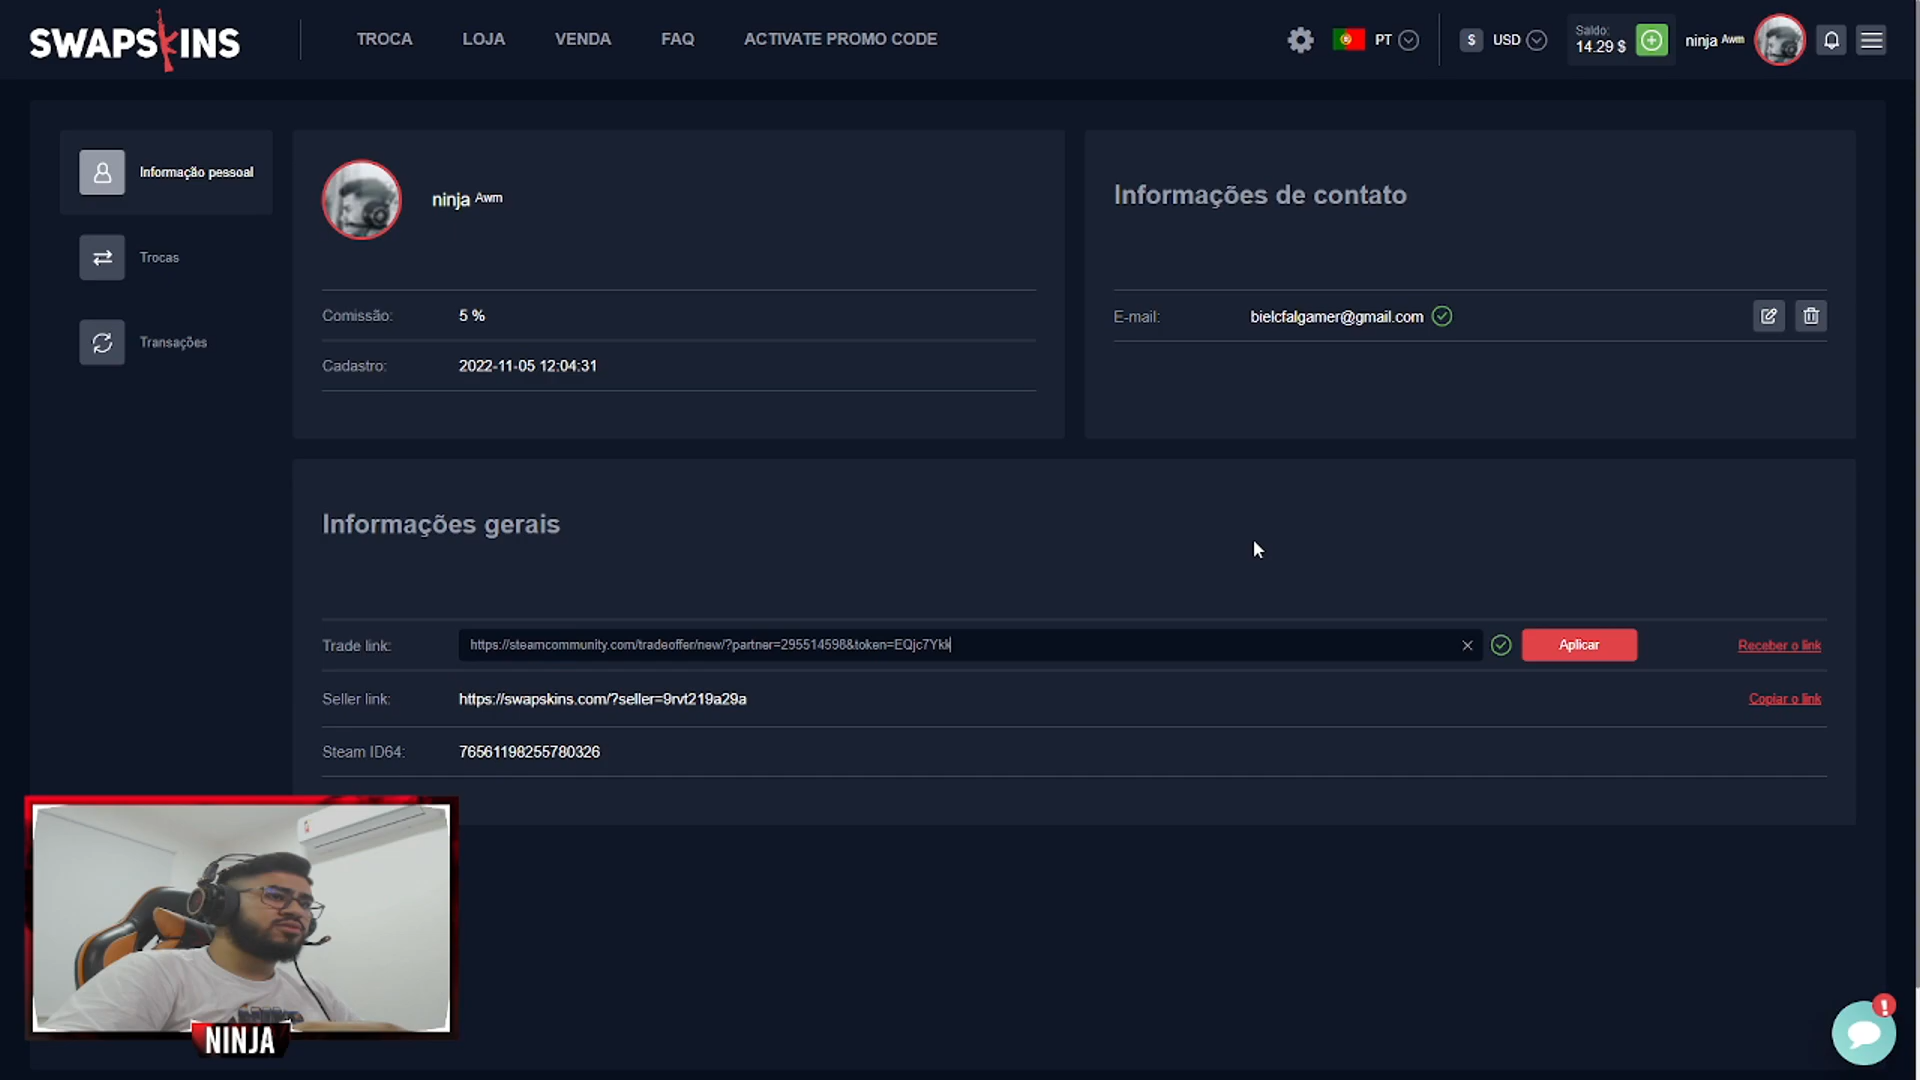 SWAPSKINS
TROCA LOJA VENDA FAQ ACTIVATE PROMO CODE
PT
$ USD
Saldo:
14.29 $
ninja ᴬʷᵐ
Informação pessoal
Trocas
Transações
ninja ᴬʷᵐ
Comissão: 5 %
Cadastro: 2022-11-05 12:04:31
Informações de contato
E-mail: bielcfalgamer@gmail.com
Informações gerais
Trade link: https://steamcommunity.com/tradeoffer/new/?partner=295514598&token=EQjc7Ykk Aplicar Receber o link
Seller link: https://swapskins.com/?seller=9rvt219a29a Copiar o link
Steam ID64: 76561198255780326
NINJA